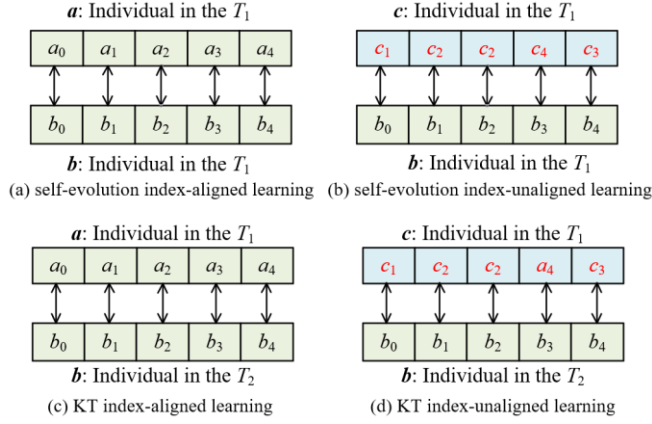 a: Individual in the T1
a0 a1 a2 a3 a4
b0 b1 b2 b3 b4
b: Individual in the T1
(a) self-evolution index-aligned learning
c: Individual in the T1
c1 c2 c2 c4 c3
b0 b1 b2 b3 b4
b: Individual in the T1
(b) self-evolution index-unaligned learning
a: Individual in the T1
a0 a1 a2 a3 a4
b0 b1 b2 b3 b4
b: Individual in the T2
(c) KT index-aligned learning
c: Individual in the T1
c1 c2 c2 a4 c3
b0 b1 b2 b3 b4
b: Individual in the T2
(d) KT index-unaligned learning